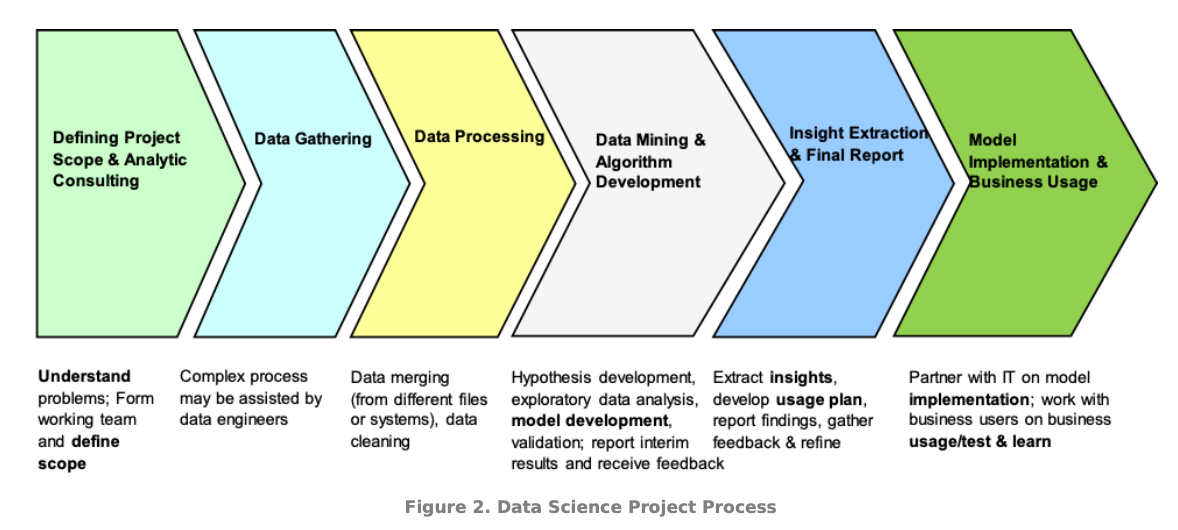 Defining Project
Scope & Analytic
Consulting
Data Gathering
Data Processing
Data Mining &
Algorithm
Development
Insight Extraction
& Final Report
Model
Implementation &
Business Usage
Understand
problems; Form
working team
and define
scope
Complex process
may be assisted by
data engineers
Data merging
(from different files
or systems), data
cleaning
Hypothesis development,
exploratory data analysis,
model development,
validation; report interim
results and receive feedback
Extract insights,
develop usage plan,
report findings, gather
feedback & refine
Partner with IT on model
implementation; work with
business users on business
usage/test & learn
Figure 2. Data Science Project Process